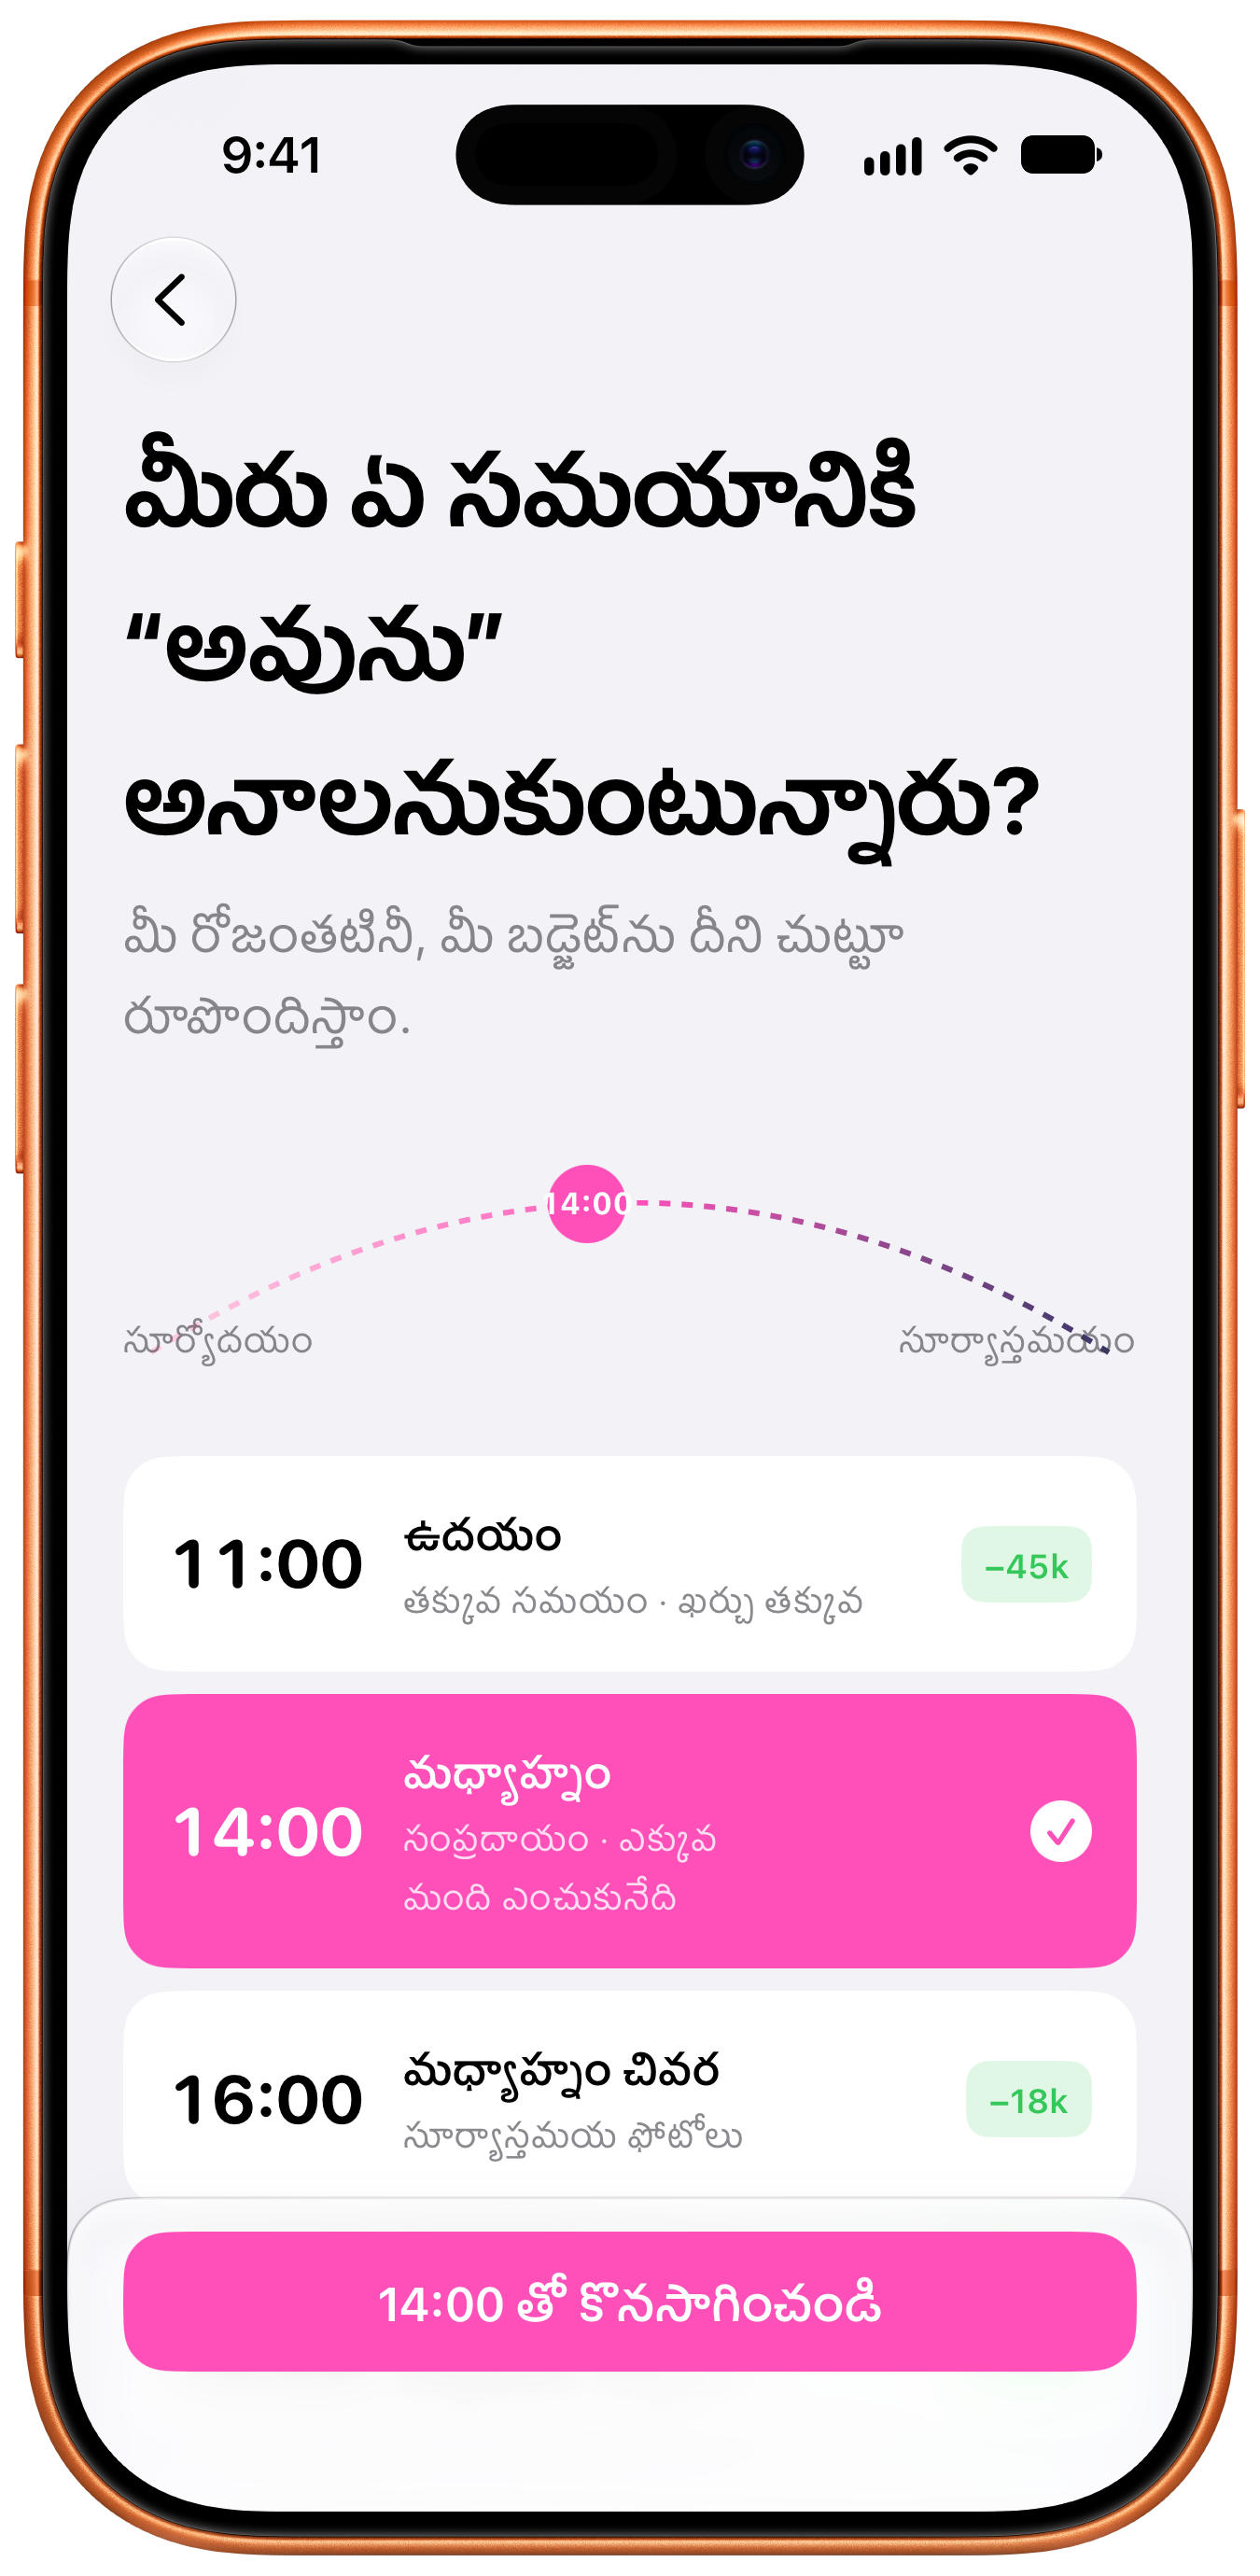 9:41
మీరు ఏ సమయానికి
“అవును”
అనాలనుకుంటున్నారు?
మీ రోజంతటినీ, మీ బడ్జెట్‌ను దీని చుట్టూ
రూపొందిస్తాం.
14:00
సూర్యోదయం
సూర్యాస్తమయం
11:00
ఉదయం
తక్కువ సమయం · ఖర్చు తక్కువ
–45k
14:00
మధ్యాహ్నం
సంప్రదాయం · ఎక్కువ
మంది ఎంచుకునేది
16:00
మధ్యాహ్నం చివర
సూర్యాస్తమయ ఫోటోలు
–18k
14:00 తో కొనసాగించండి